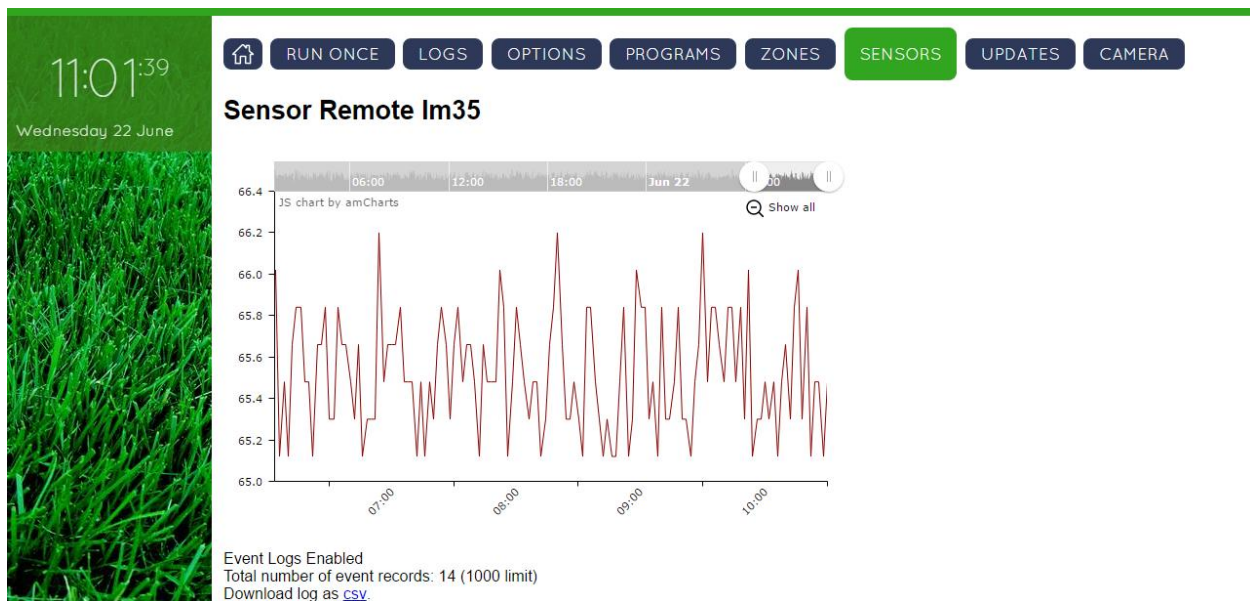 11:01:39
Wednesday 22 June
RUN ONCE LOGS OPTIONS PROGRAMS ZONES SENSORS UPDATES CAMERA
Sensor Remote lm35
06:00 12:00 18:00 Jun 22
JS chart by amCharts
Show all
66.4
66.2
66.0
65.8
65.6
65.4
65.2
65.0
07:00 08:00 09:00 10:00
Event Logs Enabled
Total number of event records: 14 (1000 limit)
Download log as csv.